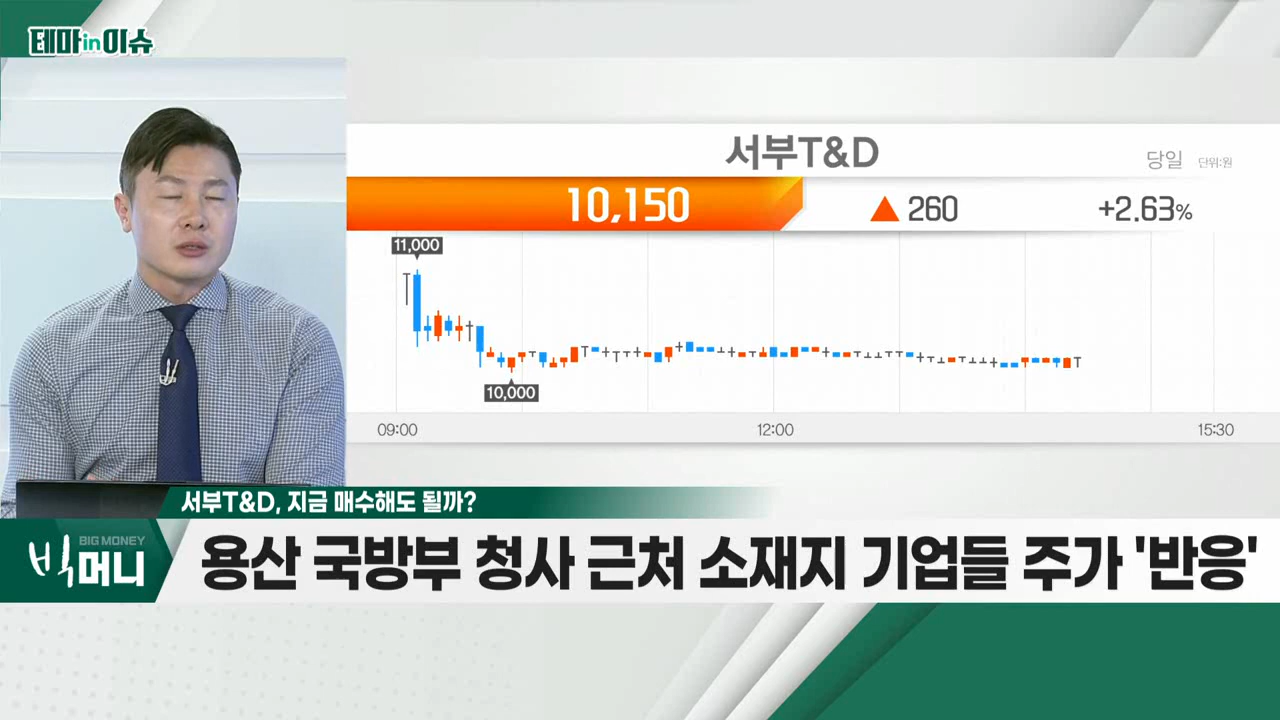 테마in이슈
서부T&D
당일 단위:원
10,150 ▲ 260 +2.63%
11,000
10,000
09:00 12:00 15:30
서부T&D, 지금 매수해도 될까?
BIG MONEY
빅머니
용산 국방부 청사 근처 소재지 기업들 주가 '반응'